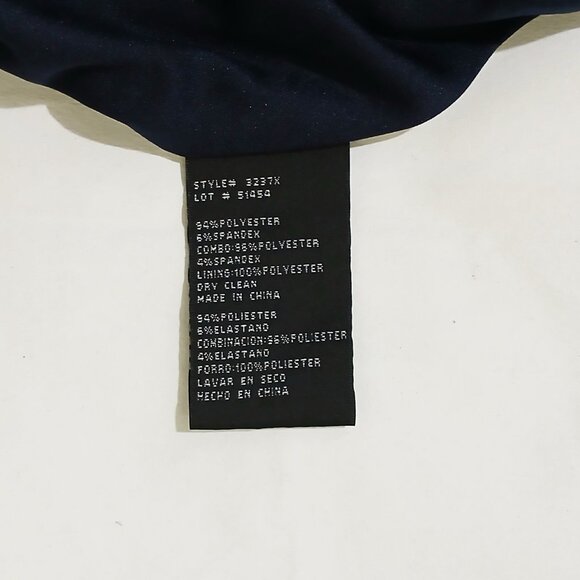 STYLE# 3237X
LOT # 51454
94%POLYESTER
6%SPANDEX
COMBO:96%POLYESTER
4%SPANDEX
LINING:100%POLYESTER
DRY CLEAN
MADE IN CHINA
94%POLIESTER
6%ELASTANO
COMBINACION:96%POLIESTER
4%ELASTANO
FORRO:100%POLIESTER
LAVAR EN SECO
HECHO EN CHINA